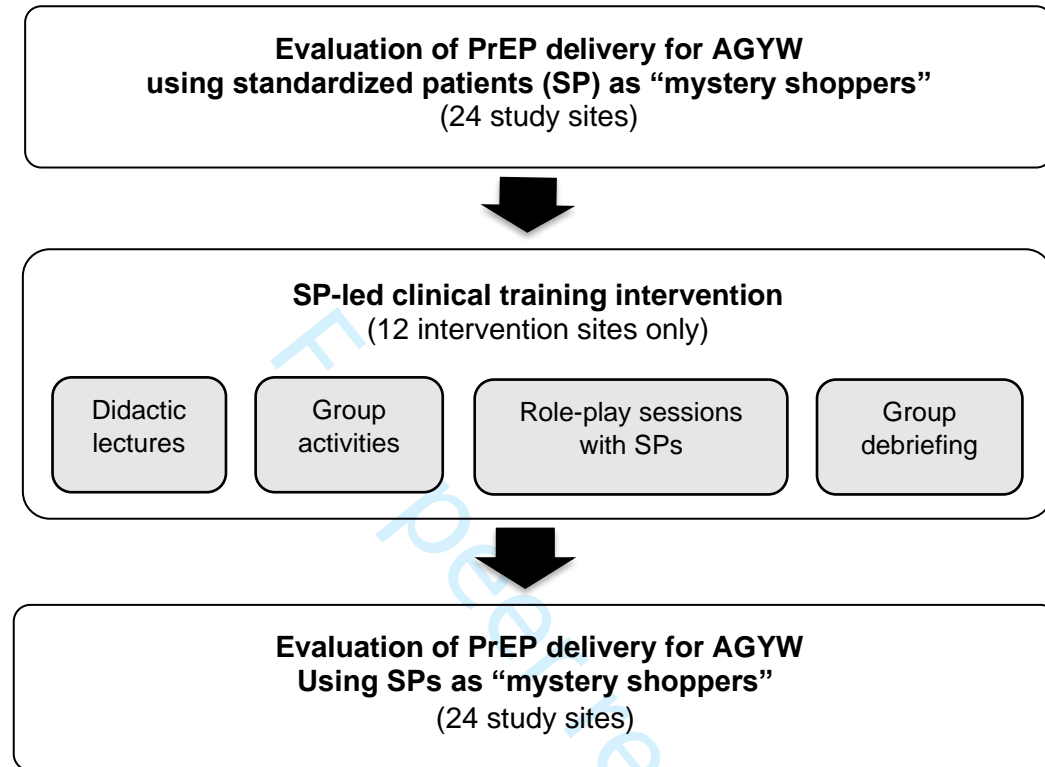 Evaluation of PrEP delivery for AGYW
using standardized patients (SP) as “mystery shoppers”
(24 study sites)
SP-led clinical training intervention
(12 intervention sites only)
Didactic
lectures
Group
activities
Role-play sessions
with SPs
Group
debriefing
Evaluation of PrEP delivery for AGYW
Using SPs as “mystery shoppers”
(24 study sites)